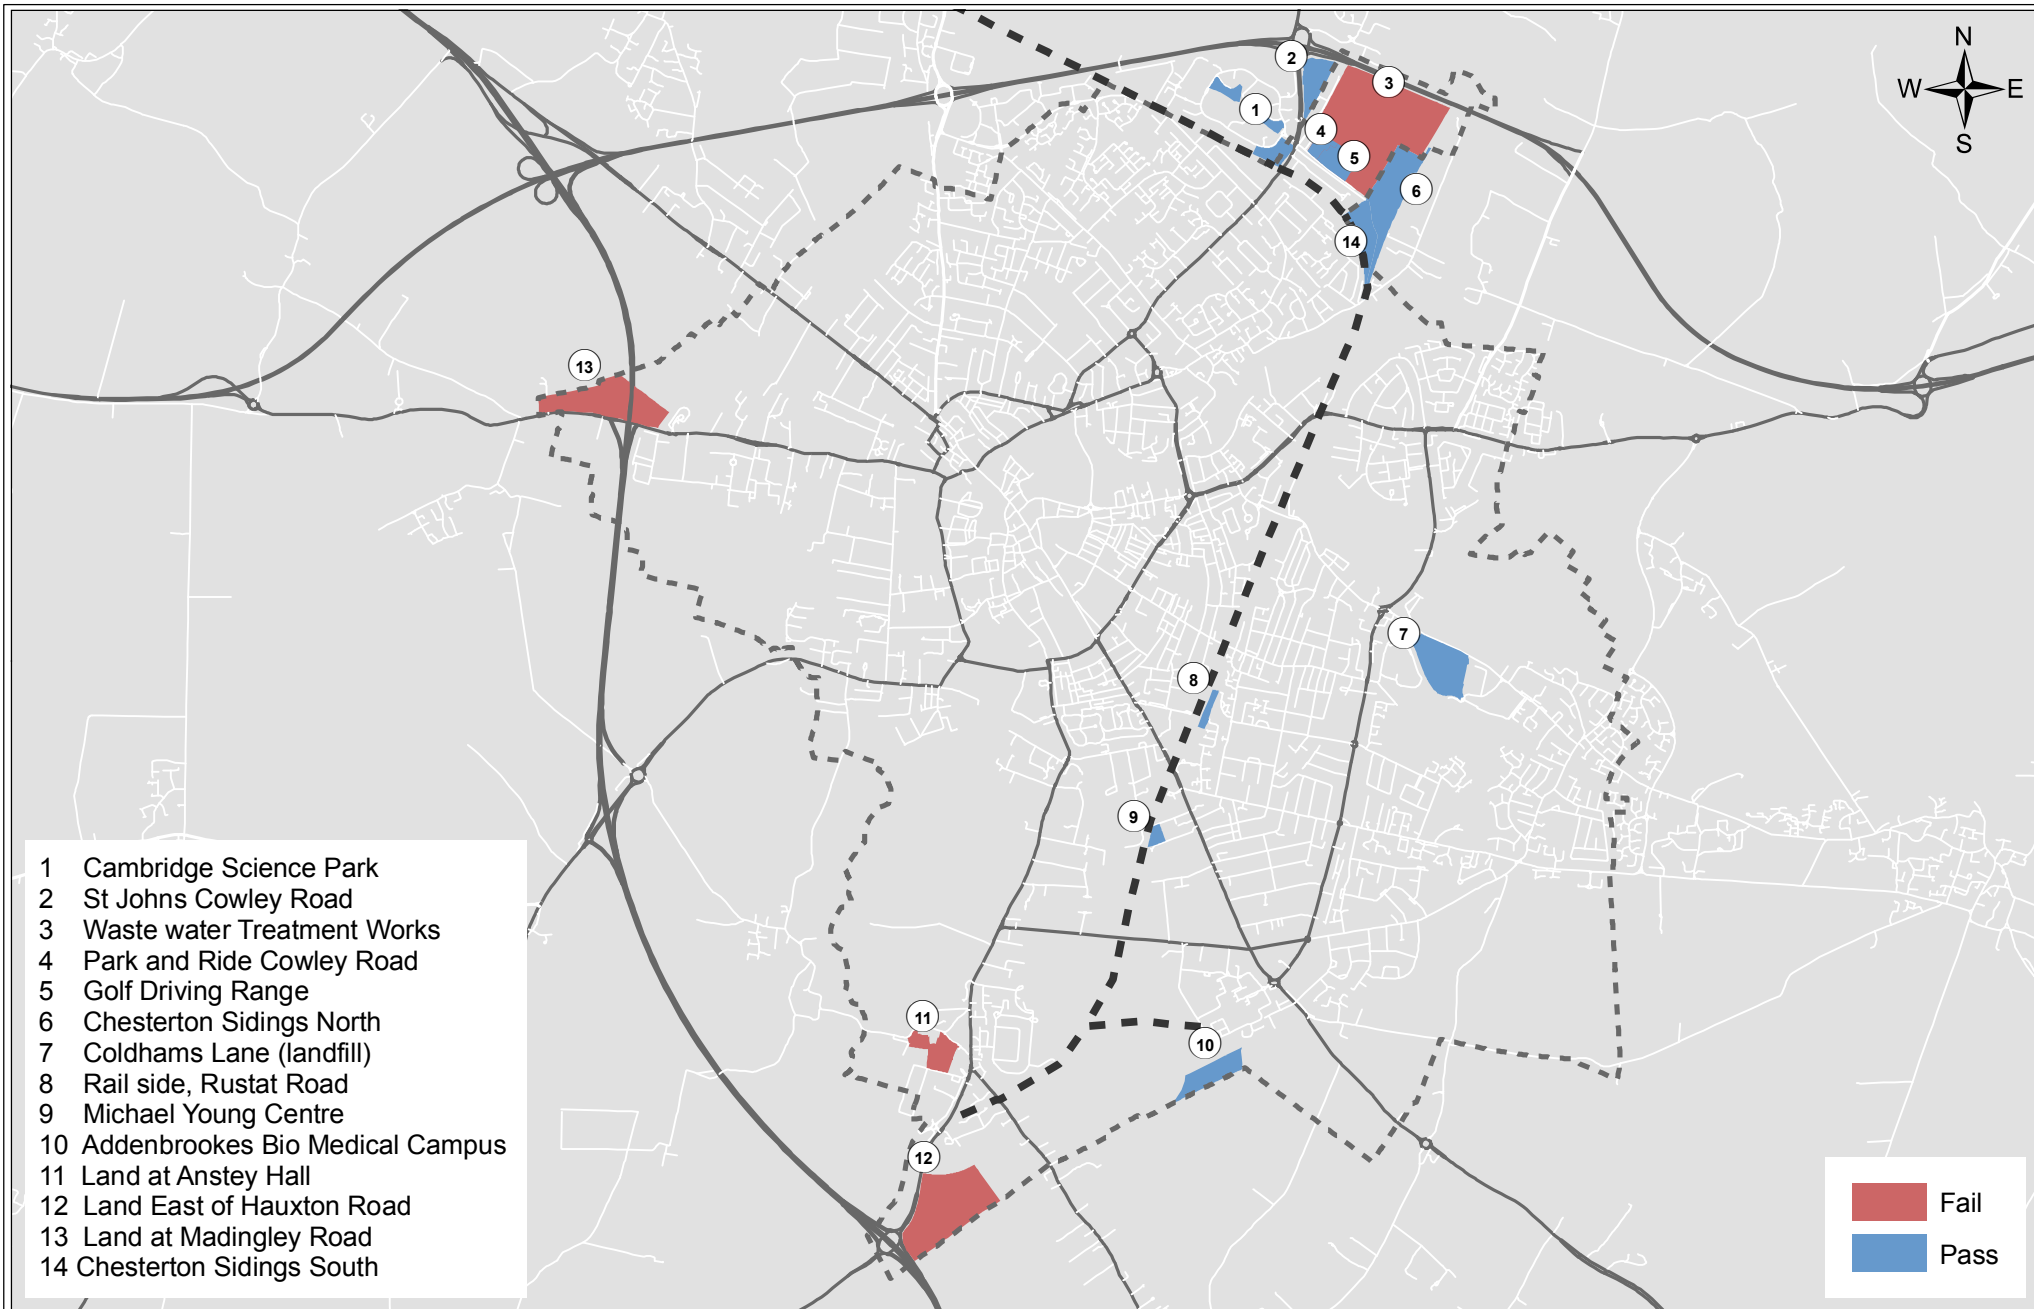 N
W E
S
2
3
1
4
5
6
14
13
7
8
9
11
10
12
1 Cambridge Science Park
2 St Johns Cowley Road
3 Waste water Treatment Works
4 Park and Ride Cowley Road
5 Golf Driving Range
6 Chesterton Sidings North
7 Coldhams Lane (landfill)
8 Rail side, Rustat Road
9 Michael Young Centre
10 Addenbrookes Bio Medical Campus
11 Land at Anstey Hall
12 Land East of Hauxton Road
13 Land at Madingley Road
14 Chesterton Sidings South
Fail
Pass